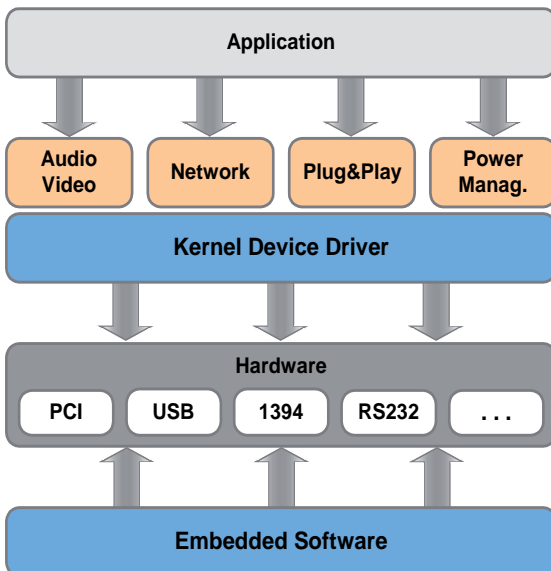 Application
Audio
Video
Network
Plug&Play
Power
Manag.
Kernel Device Driver
Hardware
PCI
USB
1394
RS232
. . .
Embedded Software